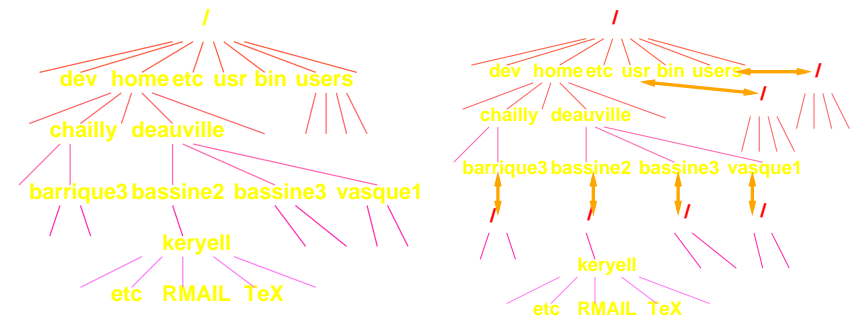 /
dev home etc usr bin users
chailly deauville
barrique3 bassine2 bassine3 vasque1
keryell
etc RMAIL TeX
/
dev home etc usr bin users /
/
chailly deauville
barrique3 bassine2 bassine3 vasque1
/ / / /
keryell
etc RMAIL TeX